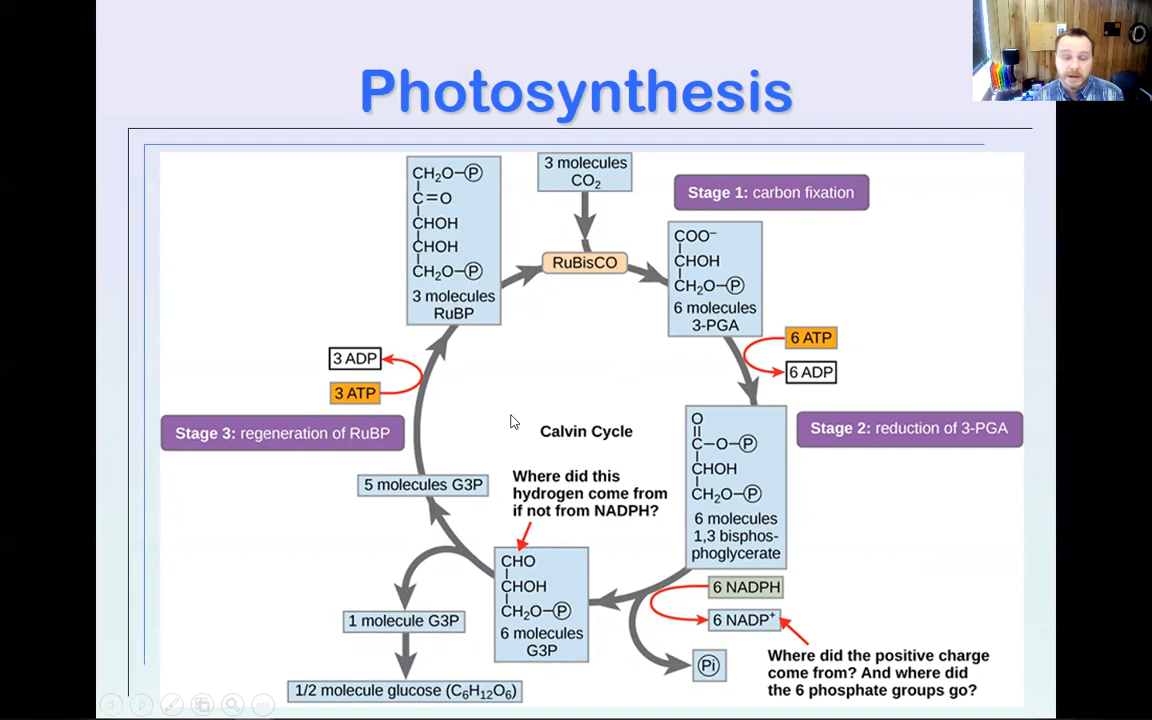 Photosynthesis
CH₂O–Ⓟ
C=O
CHOH
CHOH
CH₂O–Ⓟ
3 molecules
RuBP
3 molecules
CO₂
RuBisCO
Stage 1: carbon fixation
COO⁻
CHOH
CH₂O–Ⓟ
6 molecules
3-PGA
6 ATP
6 ADP
3 ADP
3 ATP
Stage 3: regeneration of RuBP
Calvin Cycle
Stage 2: reduction of 3-PGA
O
C–O–Ⓟ
CHOH
CH₂O–Ⓟ
6 molecules
1,3 bisphos-
phoglycerate
5 molecules G3P
Where did this
hydrogen come from
if not from NADPH?
CHO
CHOH
CH₂O–Ⓟ
6 molecules
G3P
6 NADPH
6 NADP⁺
Pi
1 molecule G3P
1/2 molecule glucose (C₆H₁₂O₆)
Where did the positive charge
come from? And where did
the 6 phosphate groups go?